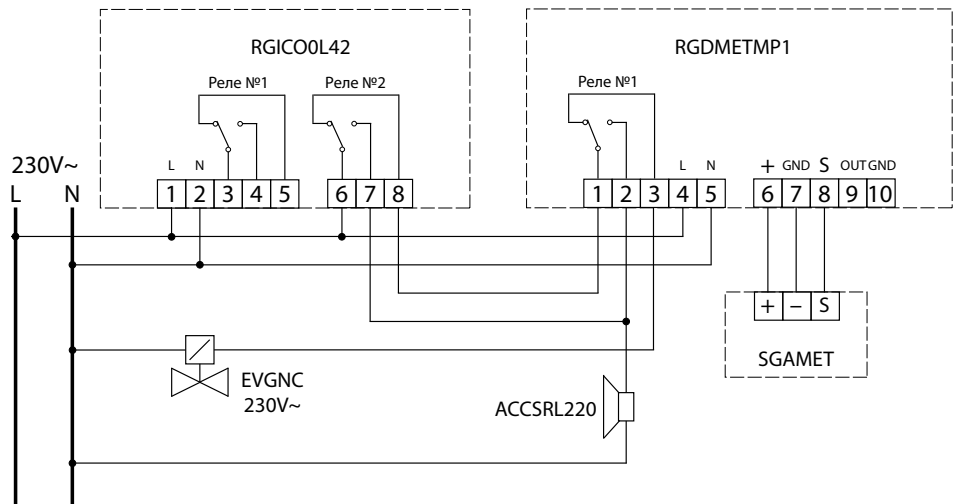 RGICO0L42
RGDMETMP1
Реле №1
Реле №2
Реле №1
230V~
L
N
L N
1 2 3 4 5
6 7 8
L N
1 2 3 4 5
+ GND S OUT GND
6 7 8 9 10
+ – S
SGAMET
EVGNC
230V~
ACCSRL220